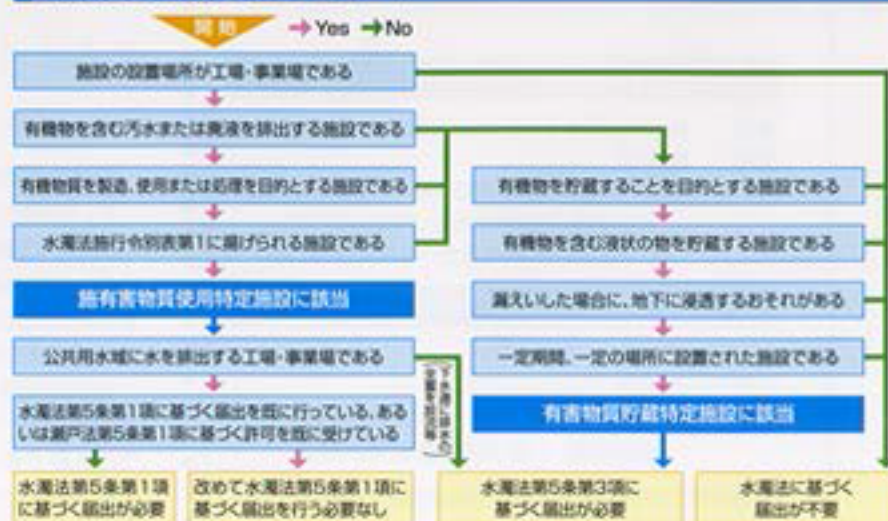 開始
Yes
No
施設の設置場所が工場・事業場である
有機物を含む汚水または廃液を排出する施設である
有機物質を製造、使用または処理を目的とする施設である
水濁法施行令別表第1に掲げられる施設である
施有害物質使用特定施設に該当
公共用水域に水を排出する工場・事業場である
水濁法第5条第1項に基づく届出を既に行っている、ある
いは瀬戸法第5条第1項に基づく許可を既に受けている
水濁法第5条第1項
に基づく届出が必要
改めて水濁法第5条第1項に
基づく届出を行う必要なし
有機物を貯蔵することを目的とする施設である
有機物を含む液状の物を貯蔵する施設である
漏えいした場合に、地下に浸透するおそれがある
一定期間、一定の場所に設置された施設である
有害物質貯蔵特定施設に該当
水濁法第5条第3項に
基づく届出が必要
水濁法に基づく
届出が不要